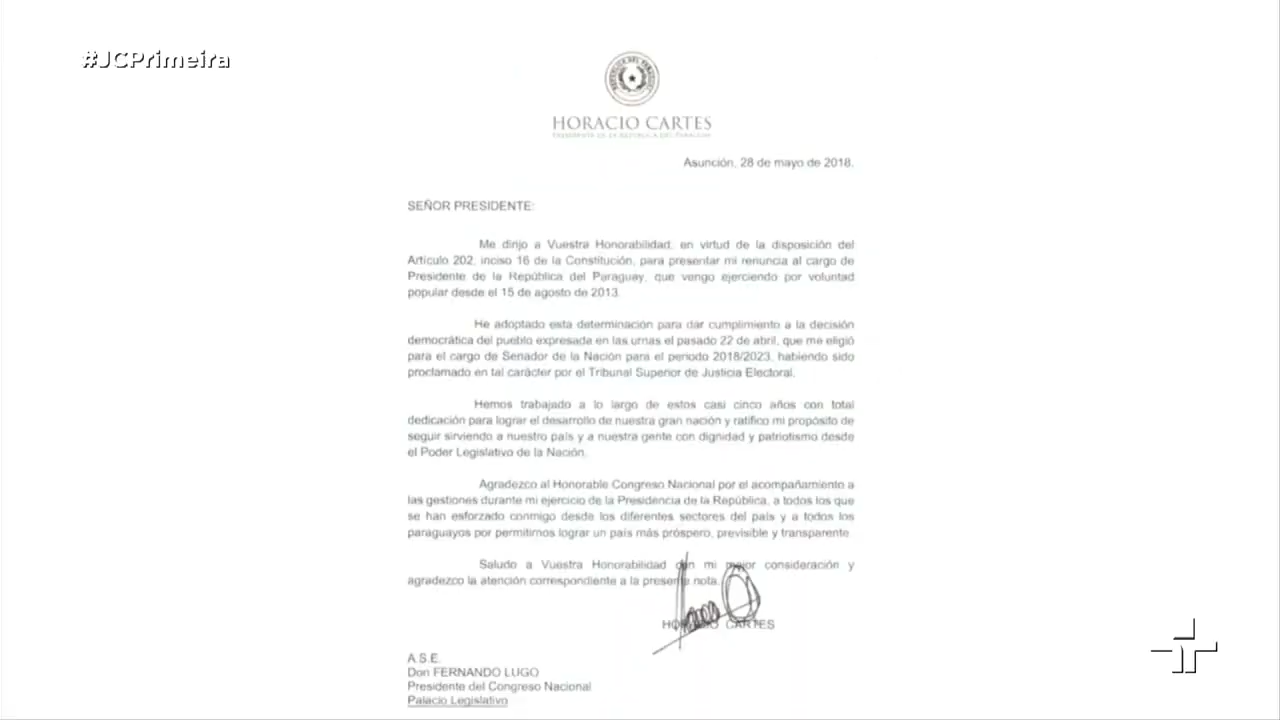 #JCPrimeira
REPUBLICA DEL PARAGUAY
HORACIO CARTES
PRESIDENTE DE LA REPÚBLICA DEL PARAGUAY
Asunción, 28 de mayo de 2018.
SEÑOR PRESIDENTE:
Me dirijo a Vuestra Honorabilidad, en virtud de la disposición del
Artículo 202, inciso 16 de la Constitución, para presentar mi renuncia al cargo de
Presidente de la República del Paraguay, que vengo ejerciendo por voluntad
popular desde el 15 de agosto de 2013.
He adoptado esta determinación para dar cumplimiento a la decisión
democrática del pueblo expresada en las urnas el pasado 22 de abril, que me eligió
para el cargo de Senador de la Nación para el periodo 2018/2023, habiendo sido
proclamado en tal carácter por el Tribunal Superior de Justicia Electoral.
Hemos trabajado a lo largo de estos casi cinco años con total
dedicación para lograr el desarrollo de nuestra gran nación y ratifico mi propósito de
seguir sirviendo a nuestro país y a nuestra gente con dignidad y patriotismo desde
el Poder Legislativo de la Nación.
Agradezco al Honorable Congreso Nacional por el acompañamiento a
las gestiones durante mi ejercicio de la Presidencia de la República, a todos los que
se han esforzado conmigo desde los diferentes sectores del país y a todos los
paraguayos por permitirnos lograr un país más próspero, previsible y transparente.
Saludo a Vuestra Honorabilidad con mi mejor consideración y
agradezco la atención correspondiente a la presente nota.
HORACIO CARTES
A.S.E.
Don FERNANDO LUGO
Presidente del Congreso Nacional
Palacio Legislativo